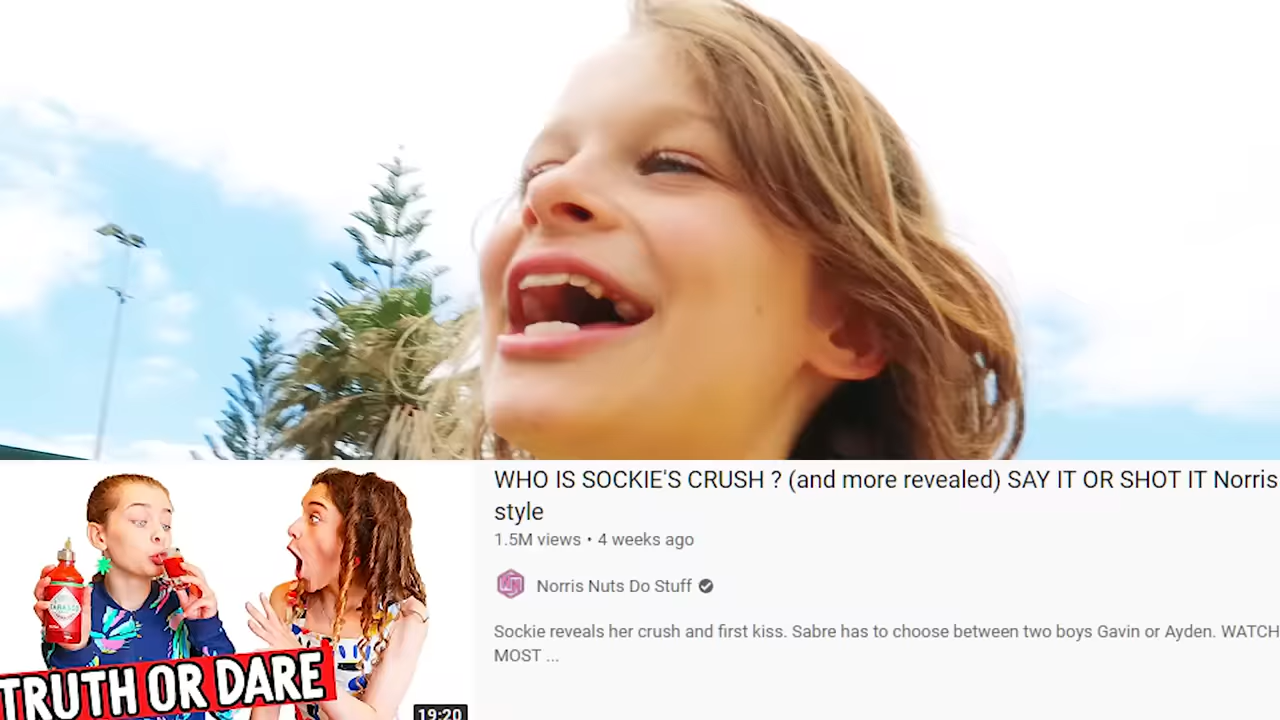 WHO IS SOCKIE'S CRUSH ? (and more revealed) SAY IT OR SHOT IT Norris
style
1.5M views • 4 weeks ago
Norris Nuts Do Stuff
Sockie reveals her crush and first kiss. Sabre has to choose between two boys Gavin or Ayden. WATCH
MOST ...
TABASCO
TRUTH OR DARE
19:20